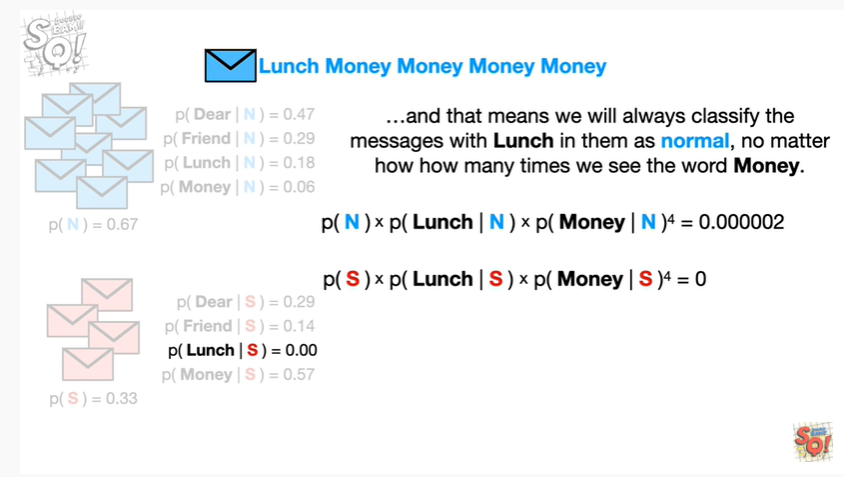 SQ!
Lunch Money Money Money Money
p( Dear | N ) = 0.47
p( Friend | N ) = 0.29
p( Lunch | N ) = 0.18
p( Money | N ) = 0.06
p( N ) = 0.67
…and that means we will always classify the
messages with Lunch in them as normal, no matter
how how many times we see the word Money.
p( N ) x p( Lunch | N ) x p( Money | N )⁴ = 0.000002
p( S ) x p( Lunch | S ) x p( Money | S )⁴ = 0
p( Dear | S ) = 0.29
p( Friend | S ) = 0.14
p( Lunch | S ) = 0.00
p( Money | S ) = 0.57
p( S ) = 0.33
SQ!